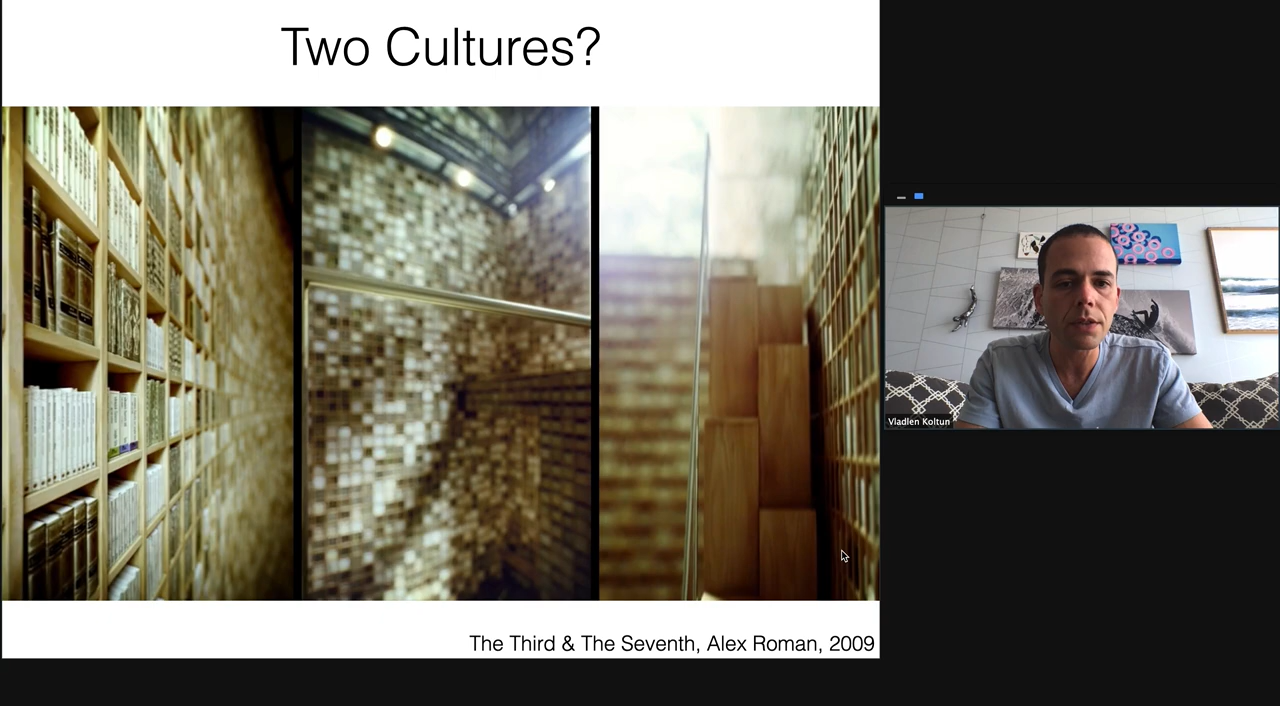 Two Cultures?
The Third & The Seventh, Alex Roman, 2009
Vladlen Koltun